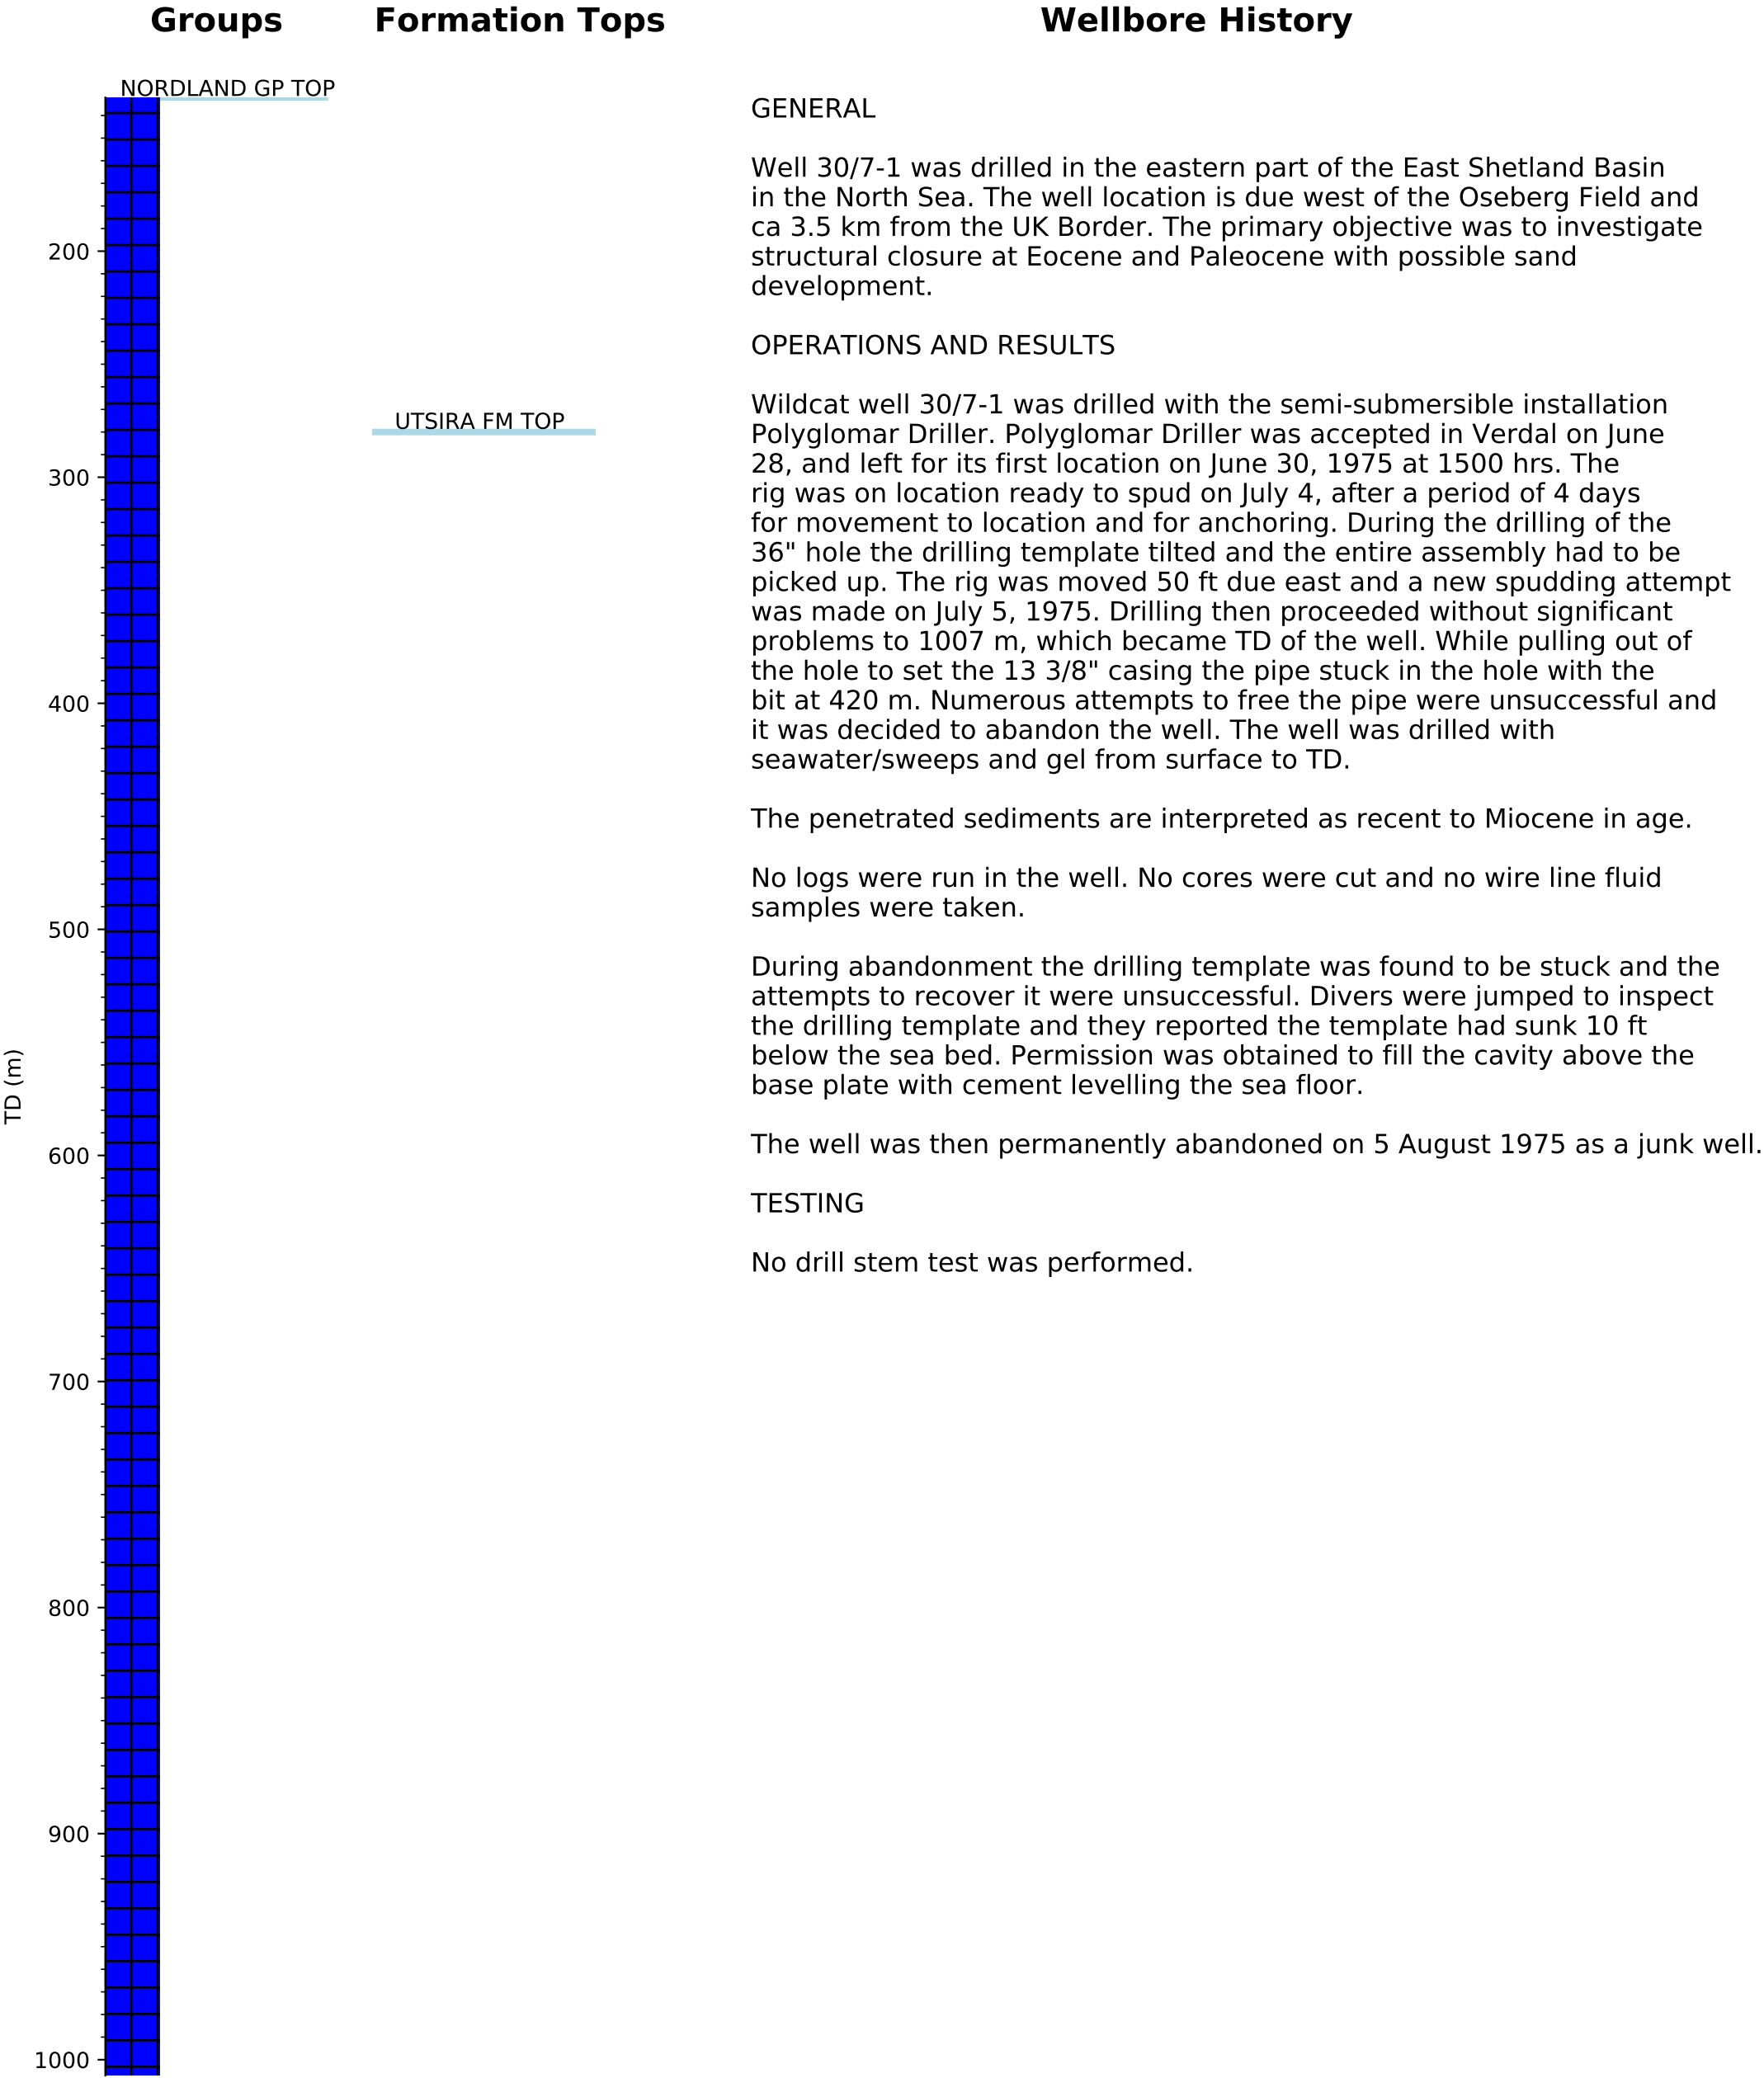 Groups Formation Tops Wellbore History
NORDLAND GP TOP
GENERAL
Well 30/7-1 was drilled in the eastern part of the East Shetland Basin
in the North Sea. The well location is due west of the Oseberg Field and
ca 3.5 km from the UK Border. The primary objective was to investigate
structural closure at Eocene and Paleocene with possible sand
development.
OPERATIONS AND RESULTS
UTSIRA FM TOP
Wildcat well 30/7-1 was drilled with the semi-submersible installation
Polyglomar Driller. Polyglomar Driller was accepted in Verdal on June
28, and left for its first location on June 30, 1975 at 1500 hrs. The
rig was on location ready to spud on July 4, after a period of 4 days
for movement to location and for anchoring. During the drilling of the
36" hole the drilling template tilted and the entire assembly had to be
picked up. The rig was moved 50 ft due east and a new spudding attempt
was made on July 5, 1975. Drilling then proceeded without significant
problems to 1007 m, which became TD of the well. While pulling out of
the hole to set the 13 3/8" casing the pipe stuck in the hole with the
bit at 420 m. Numerous attempts to free the pipe were unsuccessful and
it was decided to abandon the well. The well was drilled with
seawater/sweeps and gel from surface to TD.
The penetrated sediments are interpreted as recent to Miocene in age.
No logs were run in the well. No cores were cut and no wire line fluid
samples were taken.
During abandonment the drilling template was found to be stuck and the
attempts to recover it were unsuccessful. Divers were jumped to inspect
the drilling template and they reported the template had sunk 10 ft
below the sea bed. Permission was obtained to fill the cavity above the
base plate with cement levelling the sea floor.
The well was then permanently abandoned on 5 August 1975 as a junk well.
TESTING
No drill stem test was performed.
TD (m)
200
300
400
500
600
700
800
900
1000